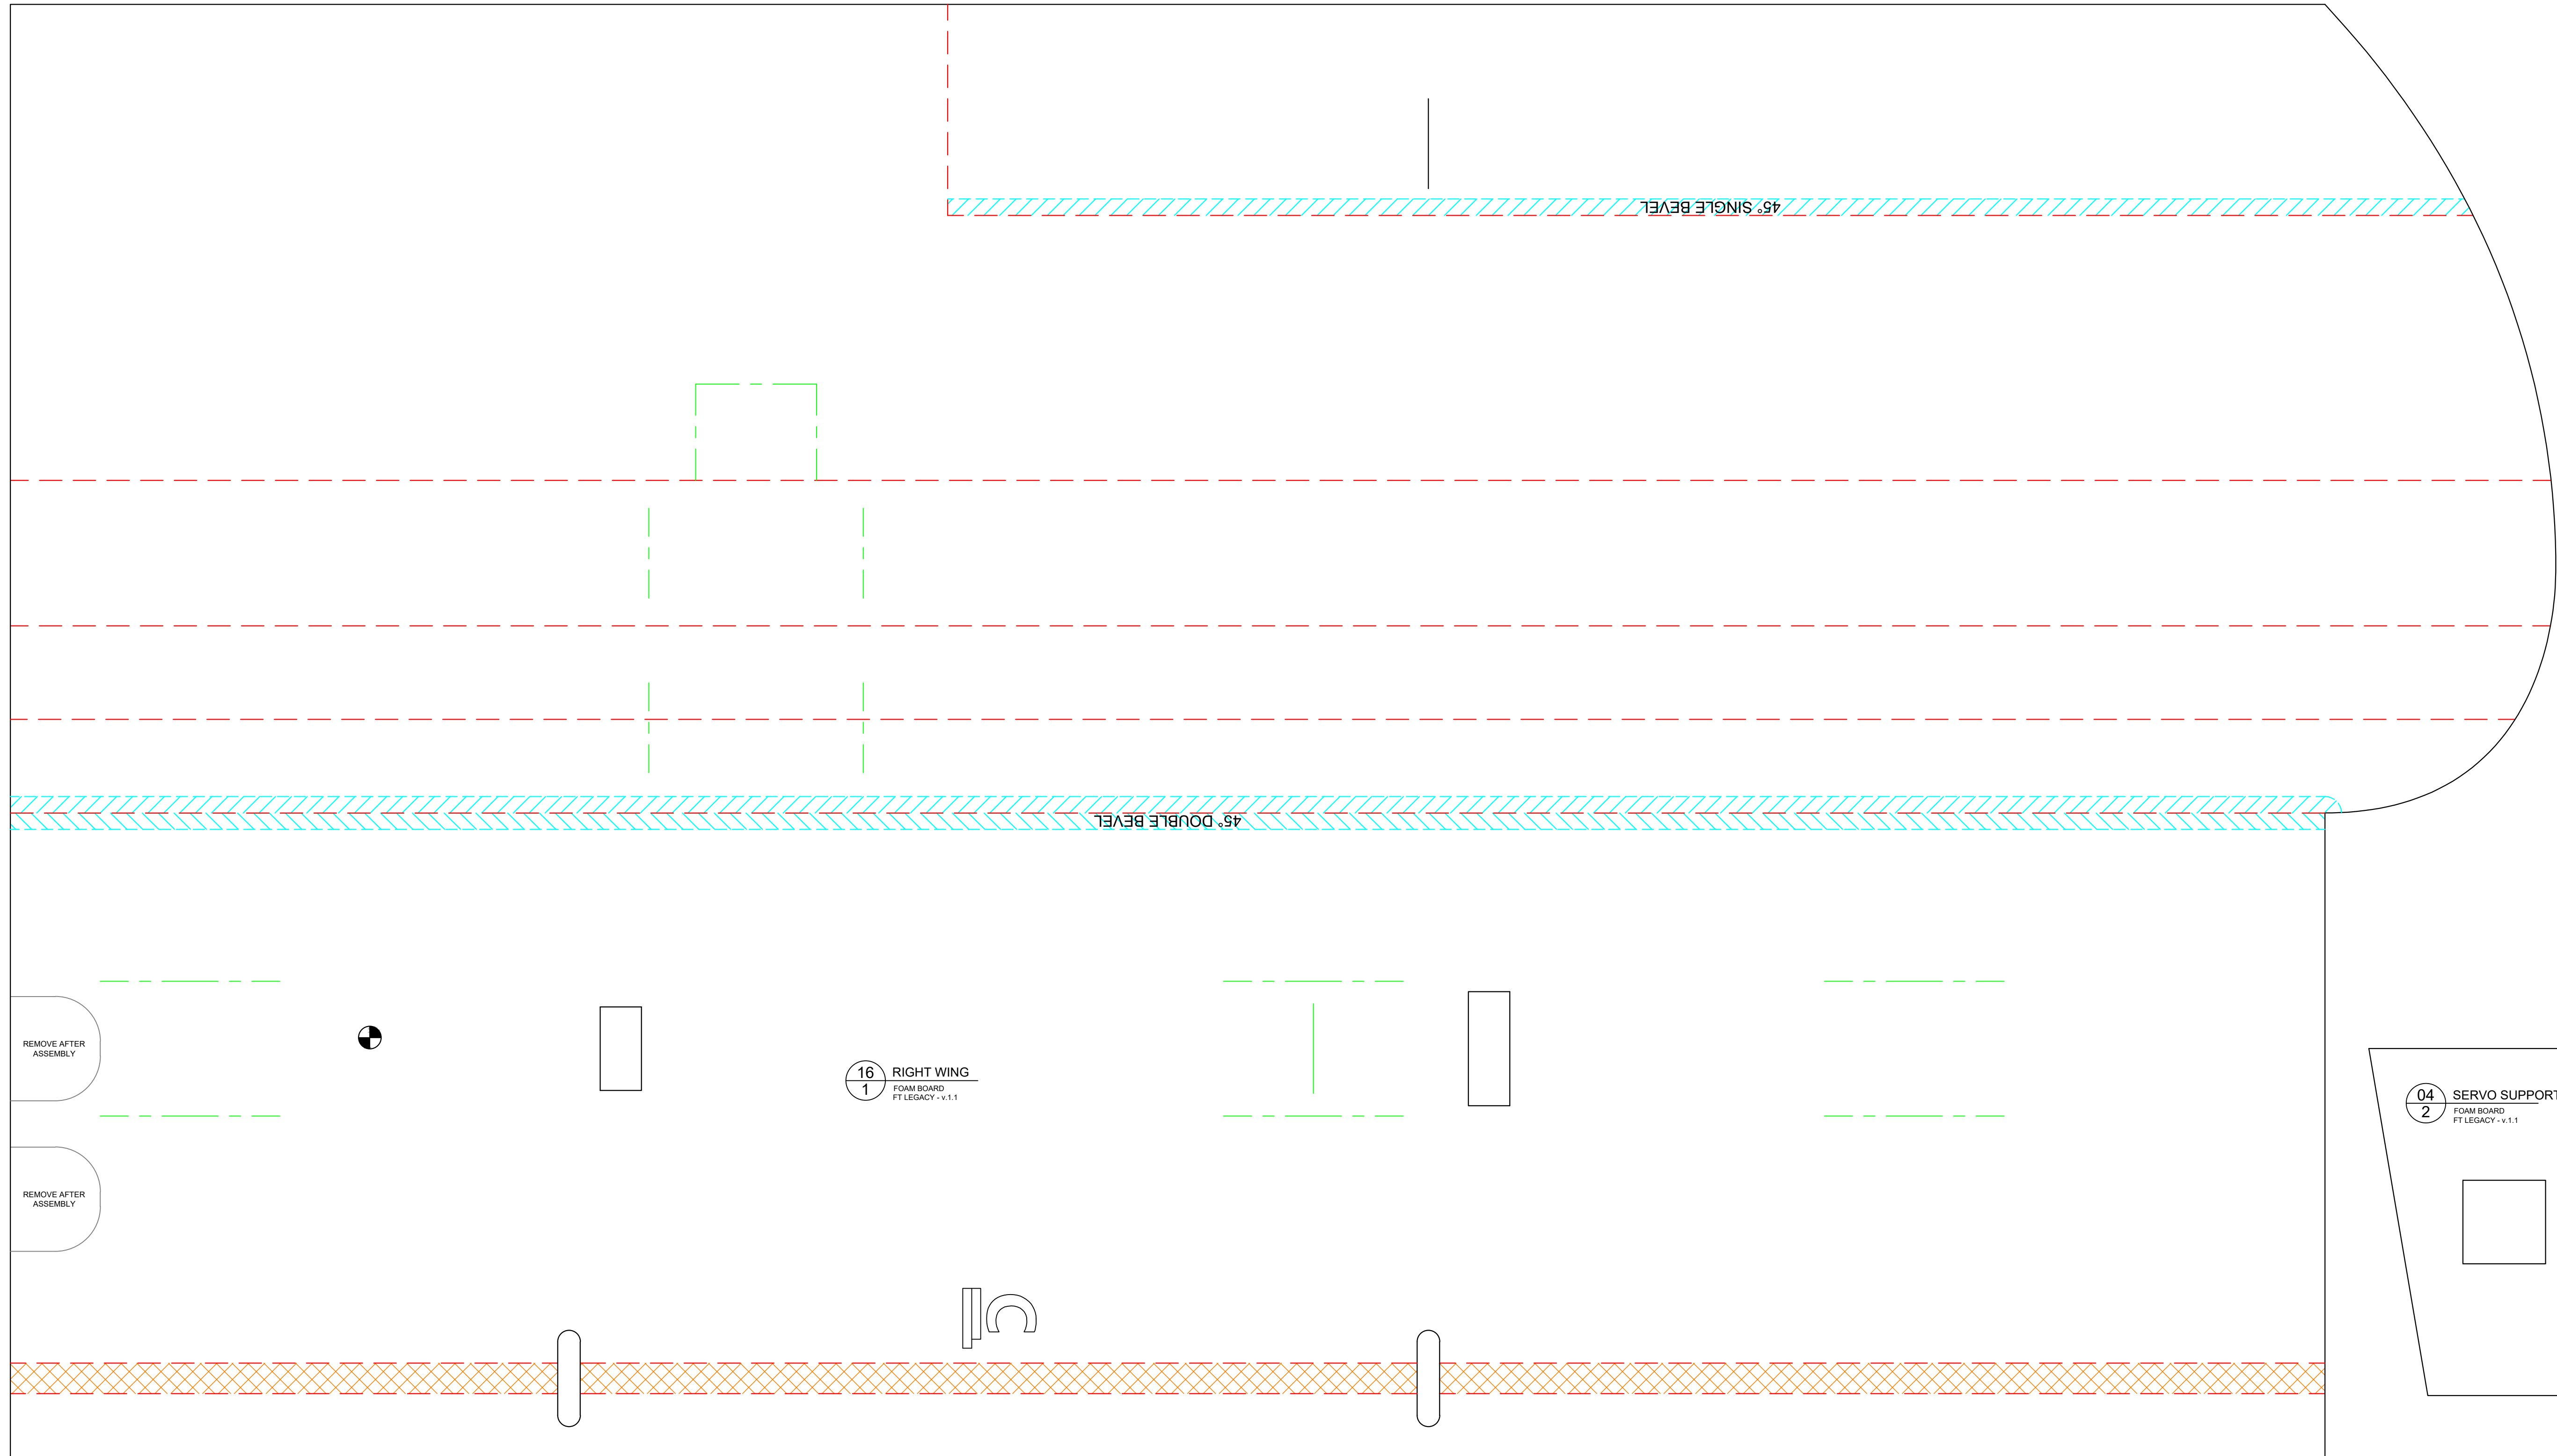 45° SINGLE BEVEL
45° DOUBLE BEVEL
REMOVE AFTER
ASSEMBLY
16
1
RIGHT WING
FOAM BOARD
FT LEGACY - v.1.1
04
2
SERVO SUPPORT
FOAM BOARD
FT LEGACY - v.1.1
REMOVE AFTER
ASSEMBLY